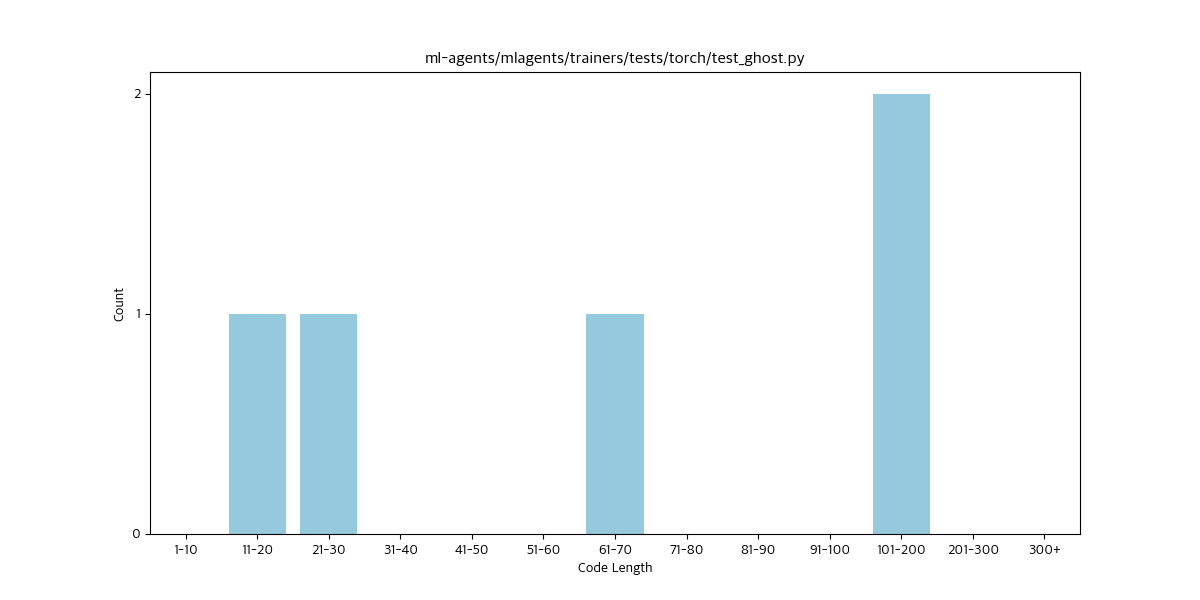 ml-agents/mlagents/trainers/tests/torch/test_ghost.py
2
1
0
Count
1-10 11-20 21-30 31-40 41-50 51-60 61-70 71-80 81-90 91-100 101-200 201-300 300+
Code Length